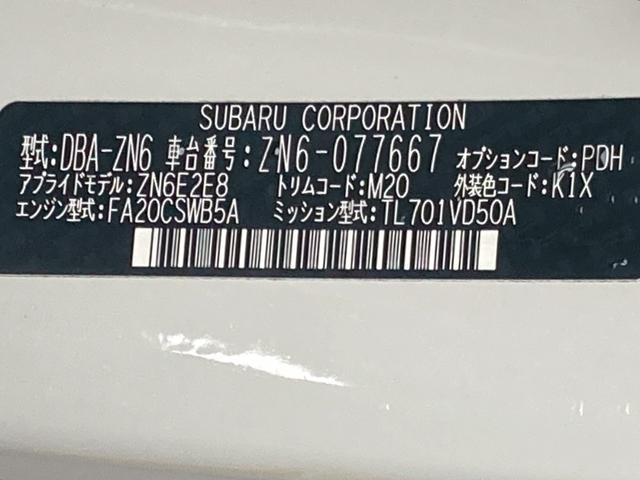 SUBARU CORPORATION
型式:DBA-ZN6 車台番号:ZN6-077667 オプションコード:PDH
アプライドモデル:ZN6E2E8 トリムコード:M20 外装色コード:K1X
エンジン型式:FA20CSWB5A ミッション型式:TL701VD50A